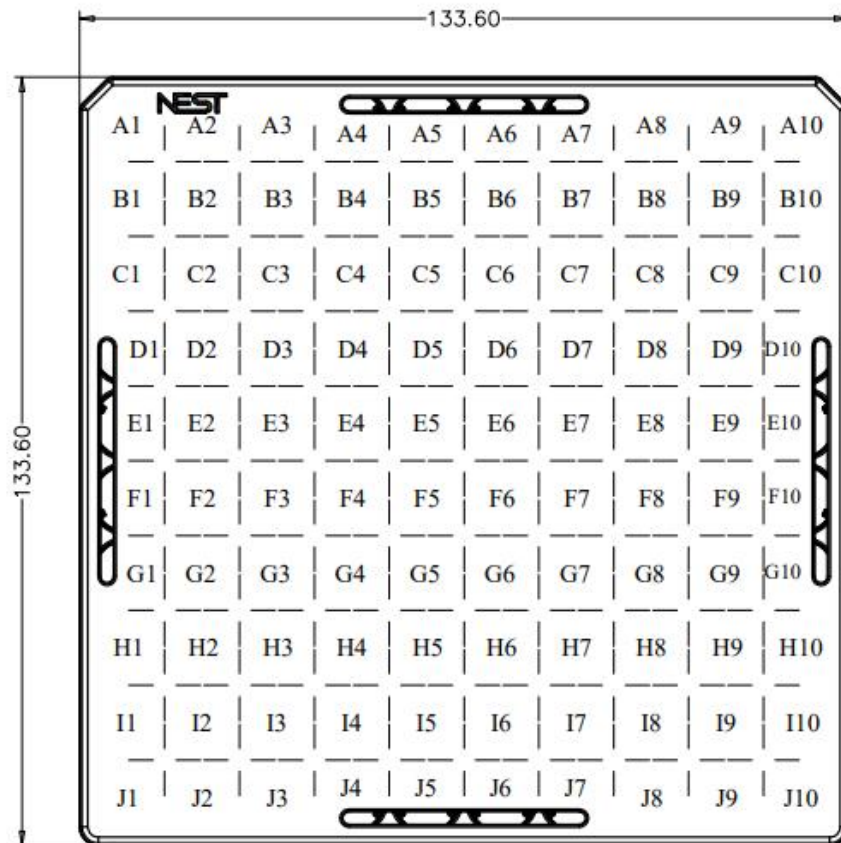 133.60
NEST
A1 A2 A3 A4 A5 A6 A7 A8 A9 A10
B1 B2 B3 B4 B5 B6 B7 B8 B9 B10
C1 C2 C3 C4 C5 C6 C7 C8 C9 C10
D1 D2 D3 D4 D5 D6 D7 D8 D9 D10
E1 E2 E3 E4 E5 E6 E7 E8 E9 E10
133.60
F1 F2 F3 F4 F5 F6 F7 F8 F9 F10
G1 G2 G3 G4 G5 G6 G7 G8 G9 G10
H1 H2 H3 H4 H5 H6 H7 H8 H9 H10
I1 I2 I3 I4 I5 I6 I7 I8 I9 I10
J1 J2 J3 J4 J5 J6 J7 J8 J9 J10